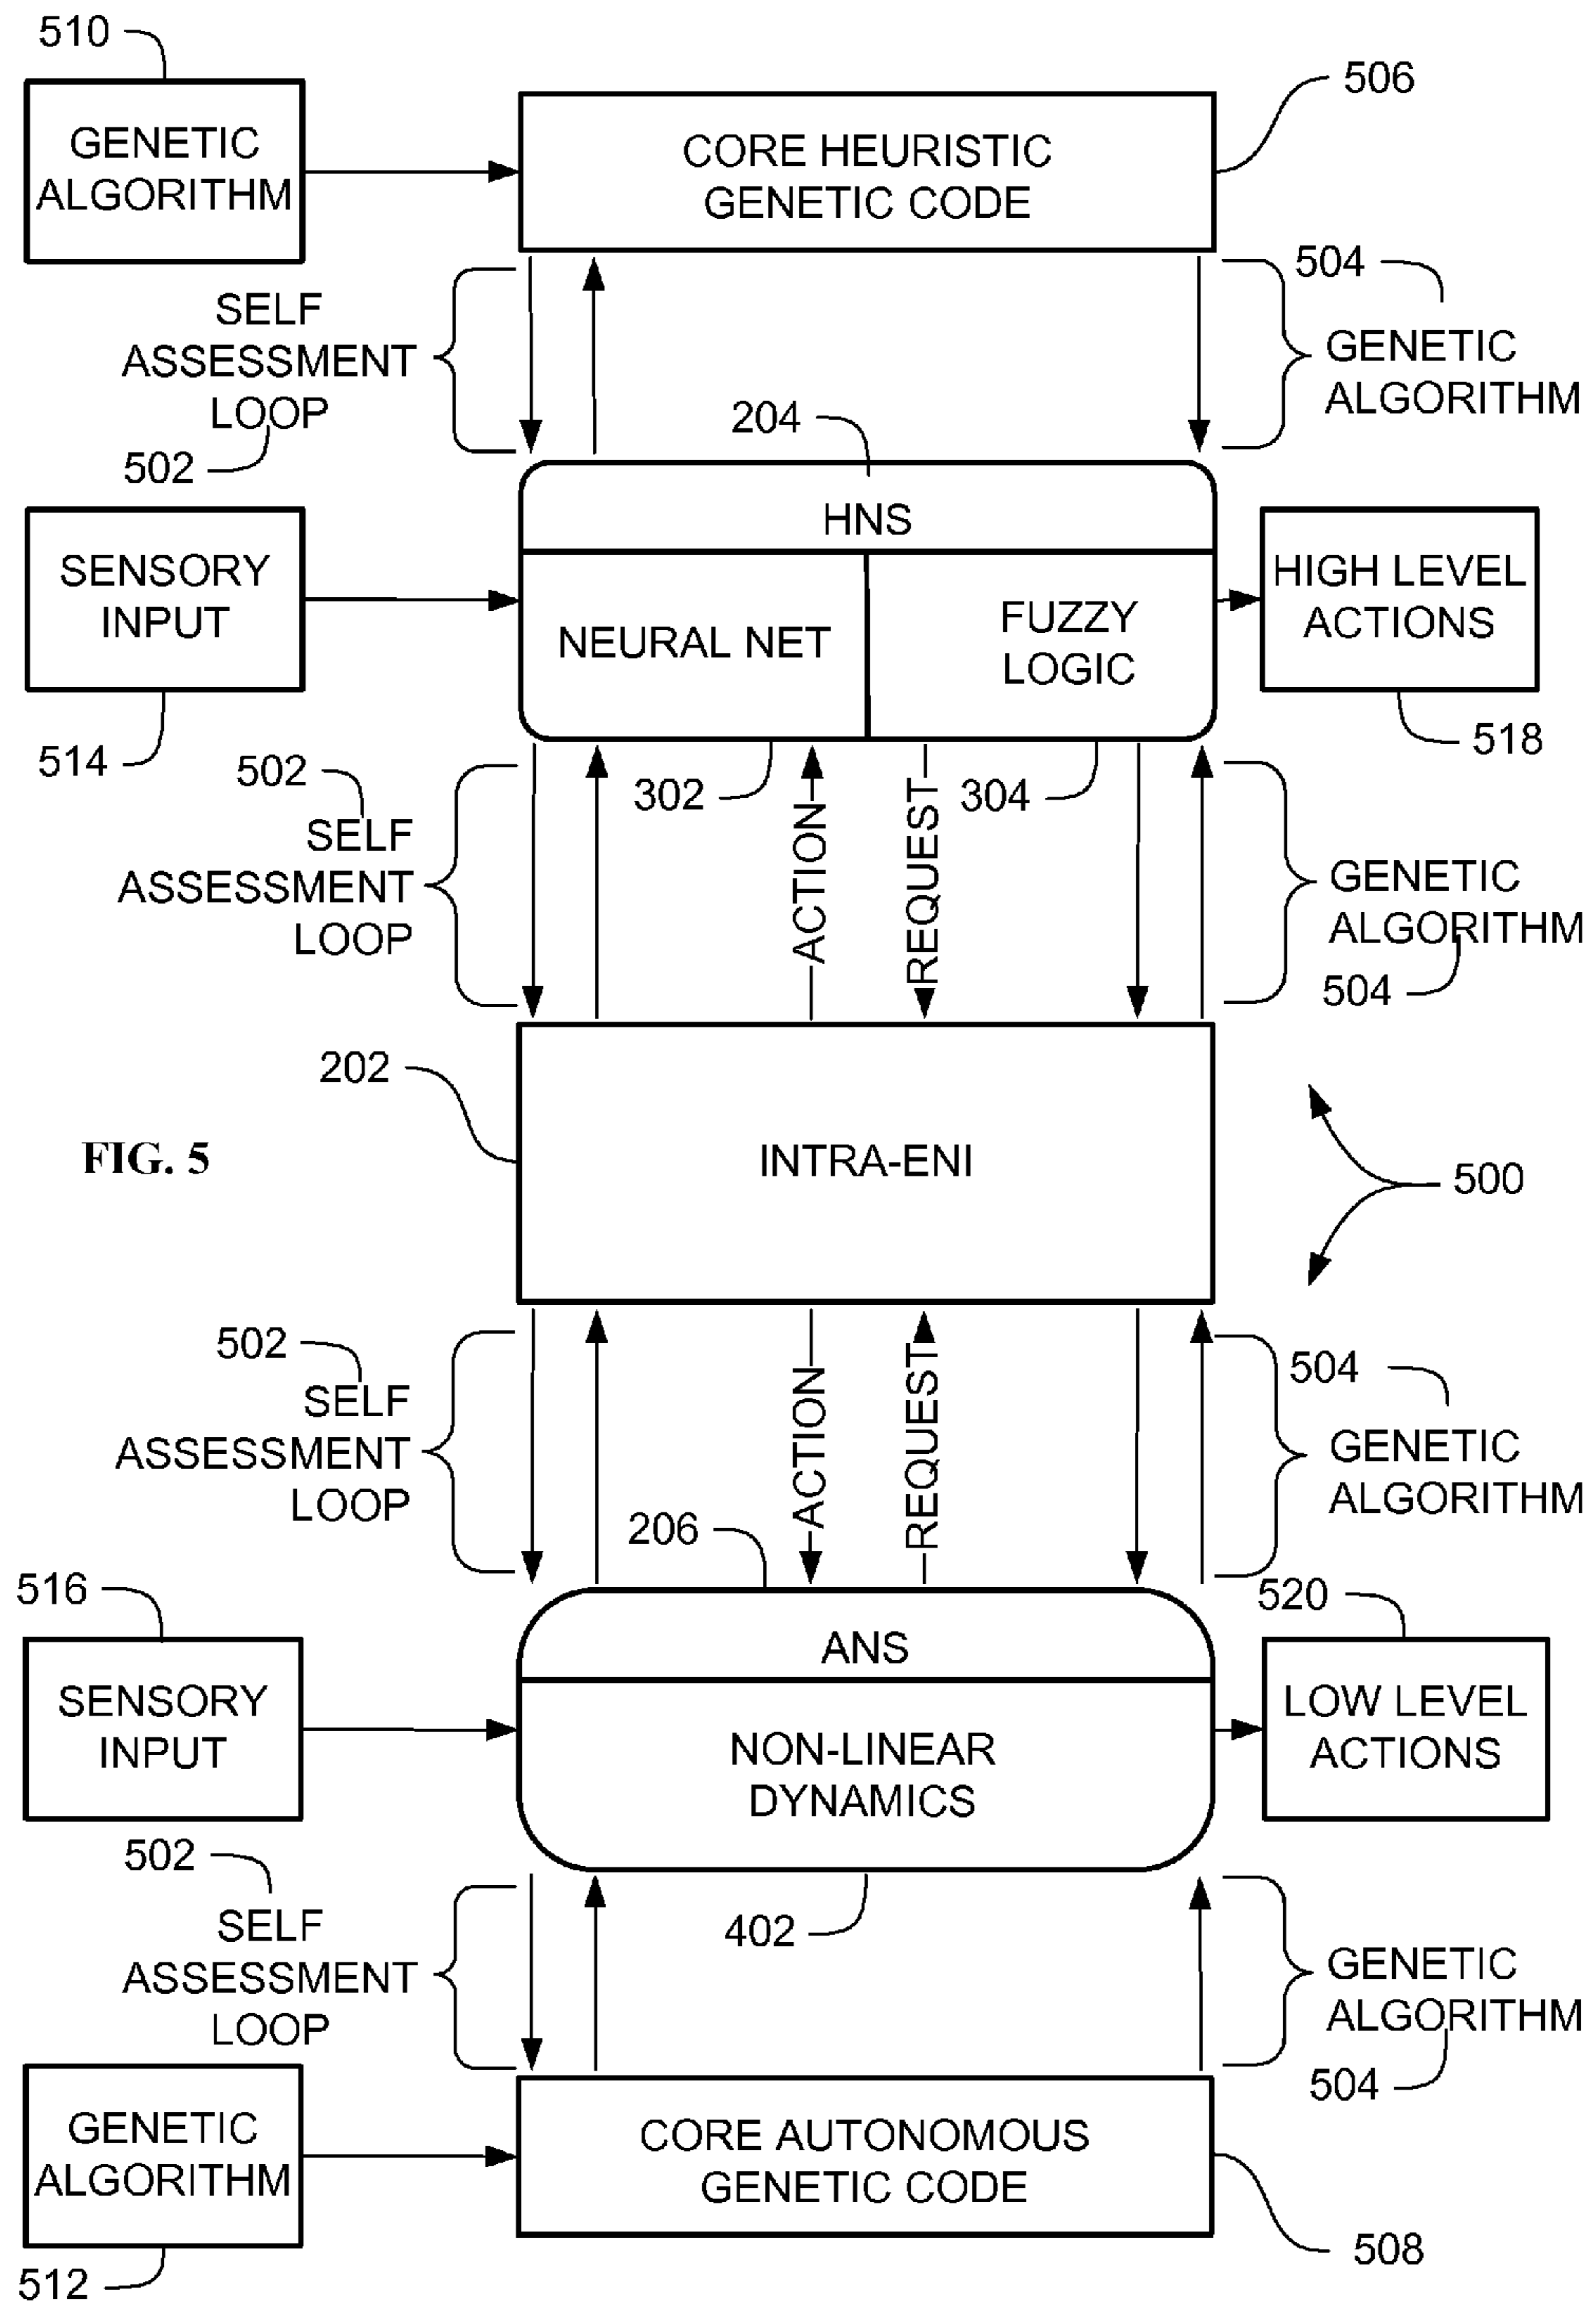 510
GENETIC
ALGORITHM
CORE HEURISTIC
GENETIC CODE
506
SELF
ASSESSMENT
LOOP
502
504
GENETIC
ALGORITHM
204
HNS
NEURAL NET
FUZZY
LOGIC
SENSORY
INPUT
514
HIGH LEVEL
ACTIONS
518
502
SELF
ASSESSMENT
LOOP
302
ACTION
REQUEST
304
GENETIC
ALGORITHM
504
202
FIG. 5
INTRA-ENI
500
502
SELF
ASSESSMENT
LOOP
ACTION
REQUEST
504
GENETIC
ALGORITHM
206
516
SENSORY
INPUT
ANS
NON-LINEAR
DYNAMICS
520
LOW LEVEL
ACTIONS
502
SELF
ASSESSMENT
LOOP
402
GENETIC
ALGORITHM
504
GENETIC
ALGORITHM
512
CORE AUTONOMOUS
GENETIC CODE
508